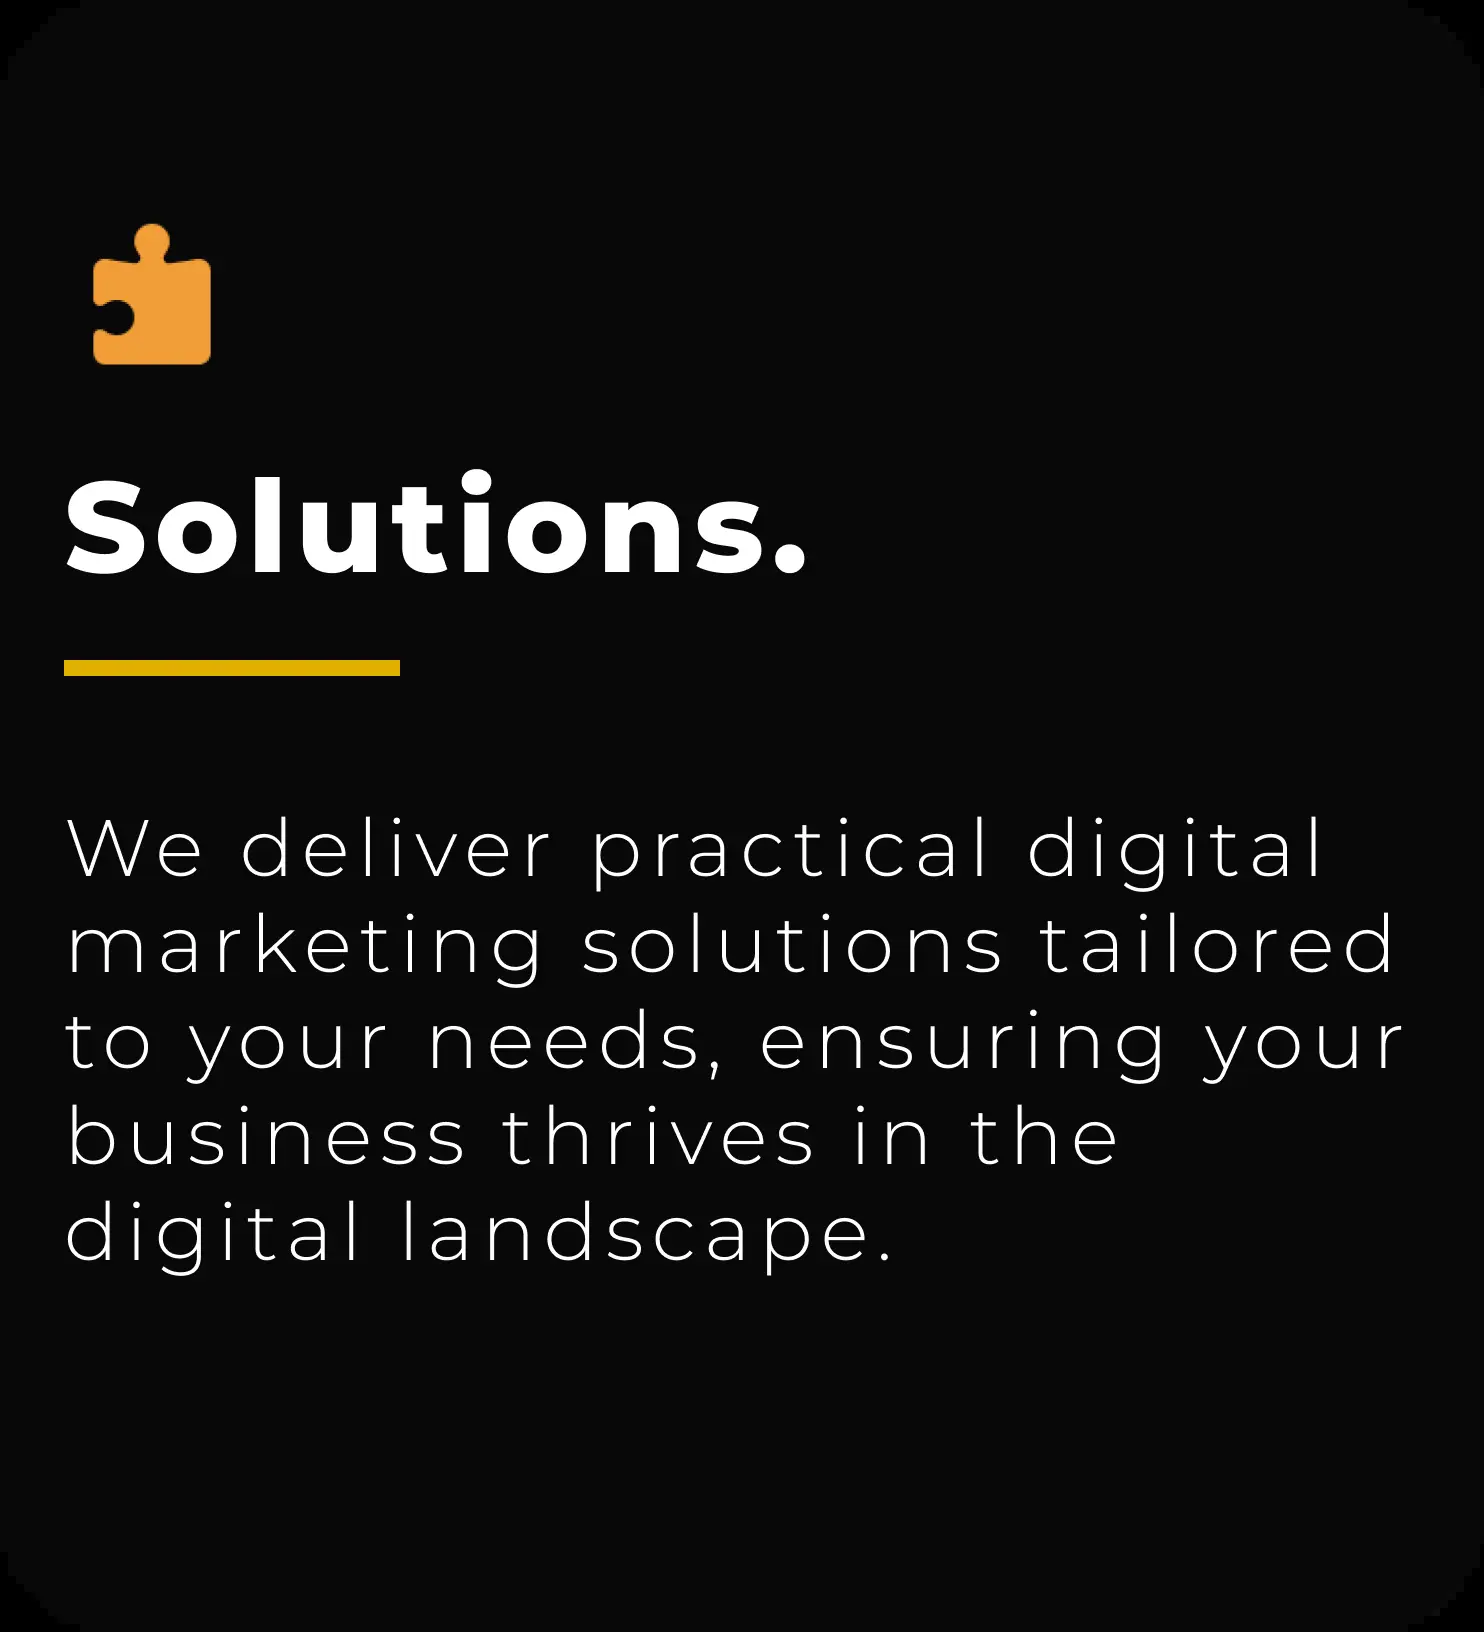 Solutions.
We deliver practical digital
marketing solutions tailored
to your needs, ensuring your
business thrives in the
digital landscape.